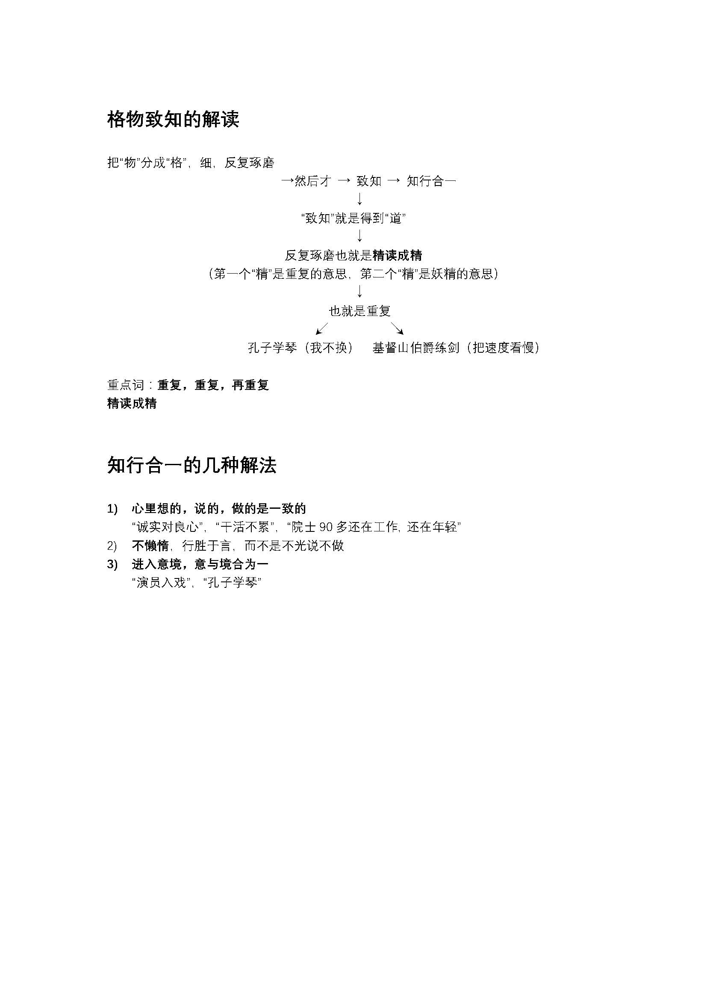 格物致知的解读
把“物”分成“格”，细，反复琢磨
→然后才 → 致知 → 知行合一
↓
“致知”就是得到“道”
↓
反复琢磨也就是精读成精
（第一个“精”是重复的意思，第二个“精”是妖精的意思）
↓
也就是重复
↙ ↘
孔子学琴（我不换） 基督山伯爵练剑（把速度看慢）
重点词：重复，重复，再重复
精读成精
知行合一的几种解法
1) 心里想的，说的，做的是一致的
“诚实对良心”，“干活不累”，“院士 90 多还在工作，还在年轻”
2) 不懒惰，行胜于言，而不是不光说不做
3) 进入意境，意与境合为一
“演员入戏”，“孔子学琴”